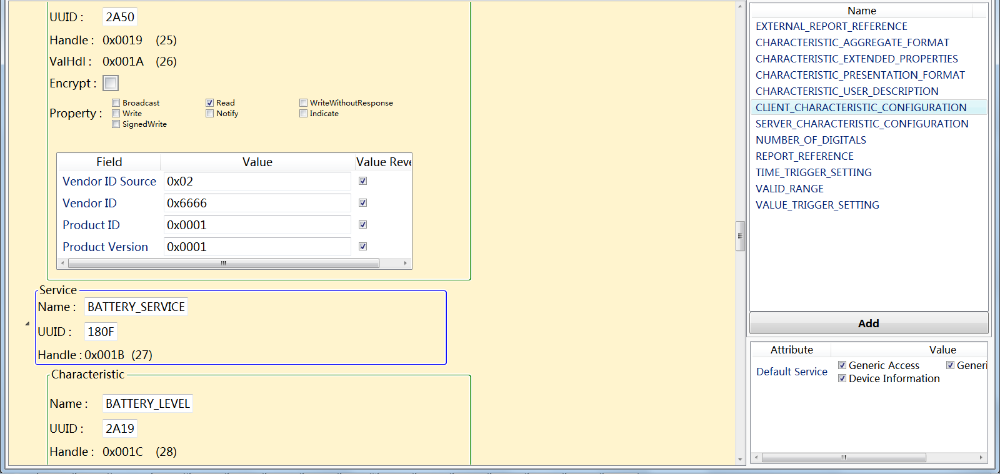 UUID : 2A50
Handle : 0x0019 (25)
ValHdl : 0x001A (26)
Encrypt :
Property :
Broadcast Read WriteWithoutResponse
Write Notify Indicate
SignedWrite
Field Value Value Reve
Vendor ID Source 0x02
Vendor ID 0x6666
Product ID 0x0001
Product Version 0x0001
Service
Name : BATTERY_SERVICE
UUID : 180F
Handle : 0x001B (27)
Characteristic
Name : BATTERY_LEVEL
UUID : 2A19
Handle : 0x001C (28)
Name
EXTERNAL_REPORT_REFERENCE
CHARACTERISTIC_AGGREGATE_FORMAT
CHARACTERISTIC_EXTENDED_PROPERTIES
CHARACTERISTIC_PRESENTATION_FORMAT
CHARACTERISTIC_USER_DESCRIPTION
CLIENT_CHARACTERISTIC_CONFIGURATION
SERVER_CHARACTERISTIC_CONFIGURATION
NUMBER_OF_DIGITALS
REPORT_REFERENCE
TIME_TRIGGER_SETTING
VALID_RANGE
VALUE_TRIGGER_SETTING
Add
Attribute Value
Default Service
Generic Access Generi
Device Information